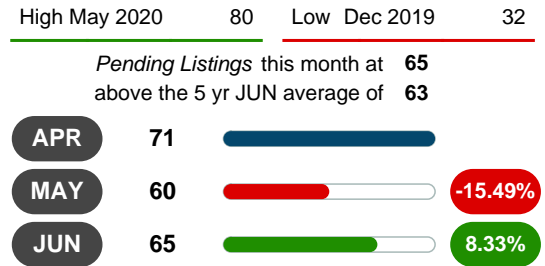 High May 2020 80 Low Dec 2019 32
Pending Listings this month at 65
above the 5 yr JUN average of 63
APR 71
MAY 60 -15.49%
JUN 65 8.33%